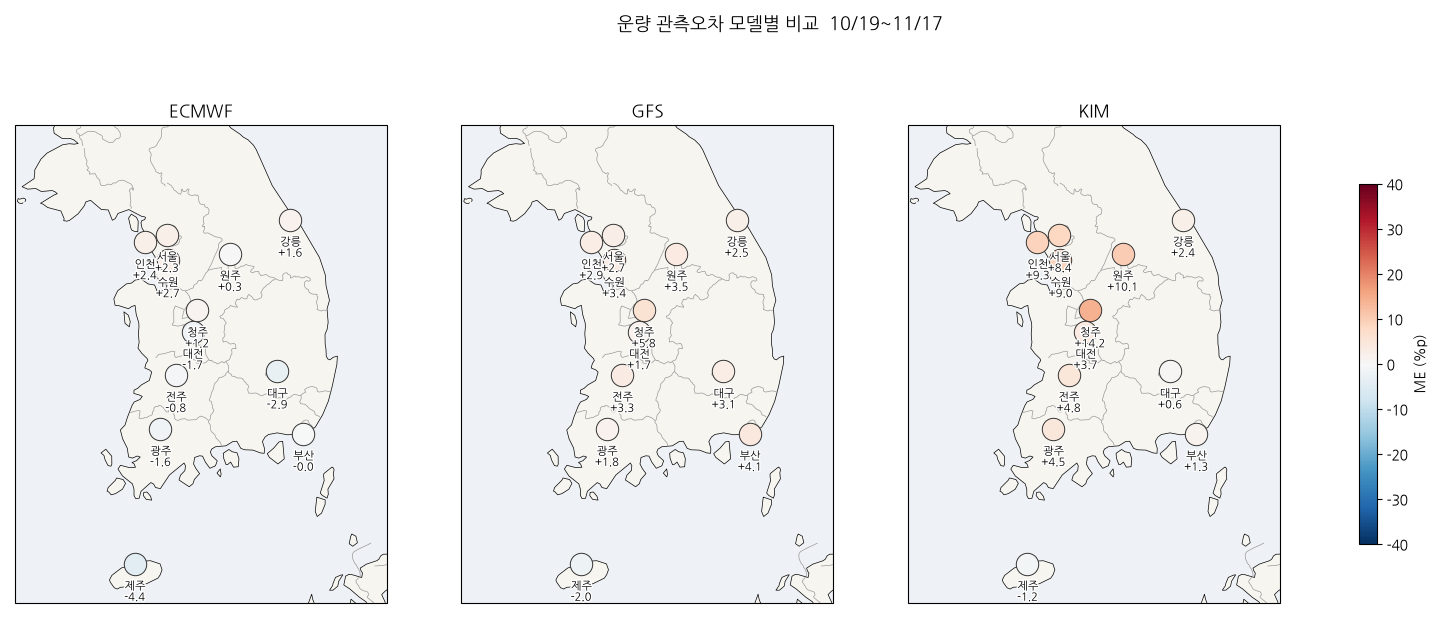 운량 관측오차 모델별 비교 10/19~11/17
ECMWF
강릉
+1.6
서울
+2.3
인천
+2.4
수원
+2.7
원주
+0.3
청주
+1.2
대전
-1.7
전주
-0.8
대구
-2.9
광주
-1.6
부산
-0.0
제주
-4.4
GFS
강릉
+2.5
서울
+2.7
인천
+2.9
수원
+3.4
원주
+3.5
청주
+5.8
대전
+1.7
전주
+3.3
대구
+3.1
광주
+1.8
부산
+4.1
제주
-2.0
KIM
강릉
+2.4
서울
+8.4
인천
+9.3
수원
+9.0
원주
+10.1
청주
+14.2
대전
+3.7
전주
+4.8
대구
+0.6
광주
+4.5
부산
+1.3
제주
-1.2
40
30
20
10
0
-10
-20
-30
-40
ME (%p)